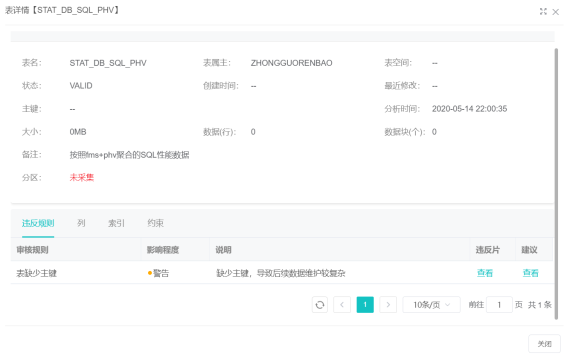 表详情【STAT_DB_SQL_PHV】
表名: STAT_DB_SQL_PHV 表属主: ZHONGGUORENBAO 表空间: --
状态: VALID 创建时间: -- 最近修改: --
主键: -- 分析时间: 2020-05-14 22:00:35
大小: 0MB 数据(行): 0 数据块(个): 0
备注: 按照fms+phv聚合的SQL性能数据
分区: 未采集
违反规则 列 索引 约束
审核规则 影响程度 说明 违反片 建议
表缺少主键 警告 缺少主键，导致后续数据维护较复杂 查看 查看
1 10条/页 前往 1 页 共 1 条
关闭